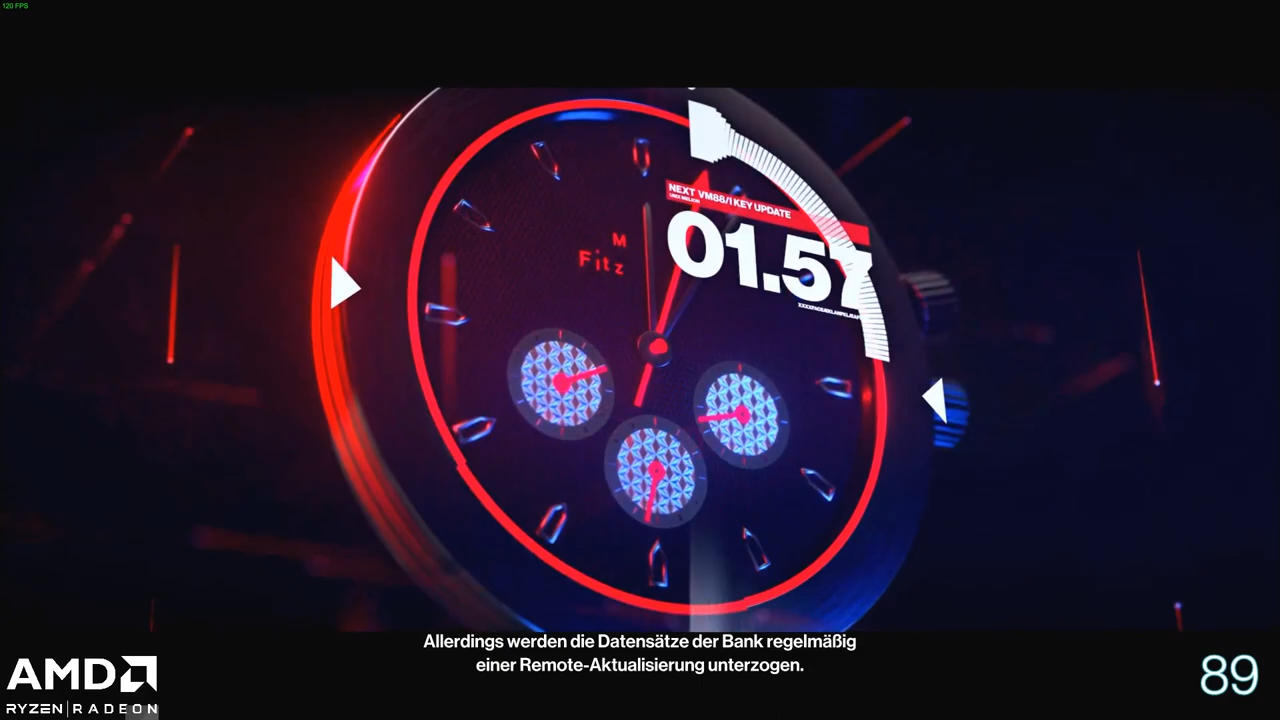 120 FPS
NEXT VM88/I KEY UPDATE
01.57
M
Fitz
Allerdings werden die Datensätze der Bank regelmäßig
einer Remote-Aktualisierung unterzogen.
AMD
RYZEN | RADEON
89